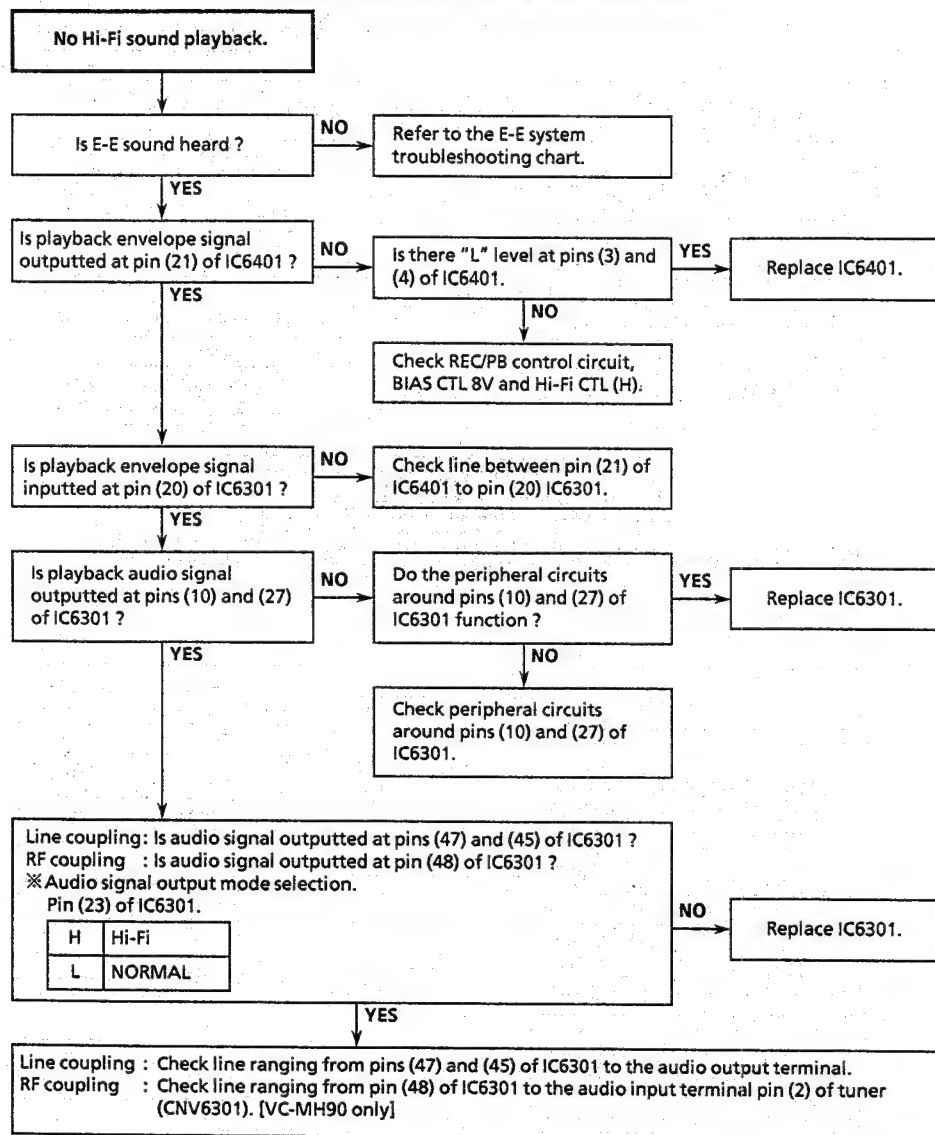 No Hi-Fi sound playback.
Is E-E sound heard ?
NO
Refer to the E-E system
troubleshooting chart.
YES
Is playback envelope signal
outputted at pin (21) of IC6401 ?
NO
Is there "L" level at pins (3) and
(4) of IC6401.
YES
Replace IC6401.
YES
NO
Check REC/PB control circuit,
BIAS CTL 8V and Hi-Fi CTL (H).
Is playback envelope signal
inputted at pin (20) of IC6301 ?
NO
Check line between pin (21) of
IC6401 to pin (20) IC6301.
YES
Is playback audio signal
outputted at pins (10) and (27)
of IC6301 ?
NO
Do the peripheral circuits
around pins (10) and (27) of
IC6301 function ?
YES
Replace IC6301.
YES
NO
Check peripheral circuits
around pins (10) and (27) of
IC6301.
Line coupling : Is audio signal outputted at pins (47) and (45) of IC6301 ?
RF coupling : Is audio signal outputted at pin (48) of IC6301 ?
※Audio signal output mode selection.
Pin (23) of IC6301.
H Hi-Fi
L NORMAL
NO
Replace IC6301.
YES
Line coupling : Check line ranging from pins (47) and (45) of IC6301 to the audio output terminal.
RF coupling : Check line ranging from pin (48) of IC6301 to the audio input terminal pin (2) of tuner
(CNV6301). [VC-MH90 only]